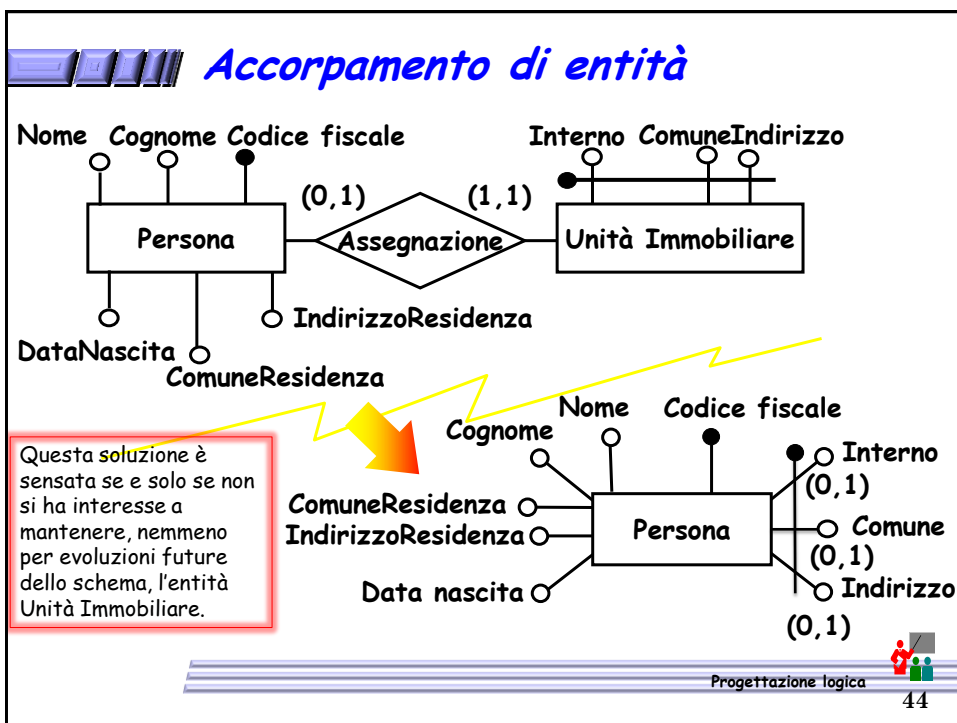 Accorpamento di entità
Nome Cognome Codice fiscale
Interno ComuneIndirizzo
(0,1) (1,1)
Persona Assegnazione Unità Immobiliare
IndirizzoResidenza
DataNascita
ComuneResidenza
Nome Codice fiscale
Cognome
Questa soluzione è
sensata se e solo se non
si ha interesse a
mantenere, nemmeno
per evoluzioni future
dello schema, l'entità
Unità Immobiliare.
Interno
(0,1)
ComuneResidenza
IndirizzoResidenza
Persona
Comune
(0,1)
Data nascita
Indirizzo
(0,1)
Progettazione logica
44